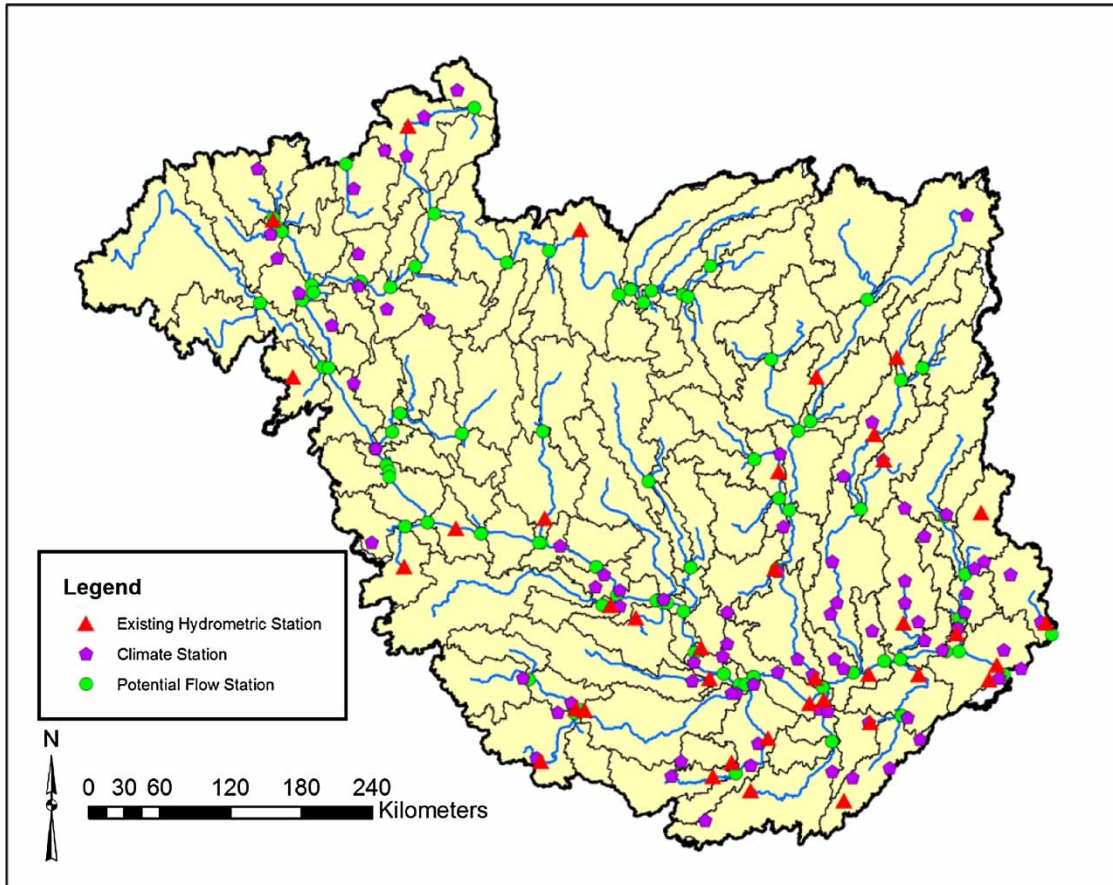 Legend
Existing Hydrometric Station
Climate Station
Potential Flow Station
N
0 30 60 120 180 240
Kilometers